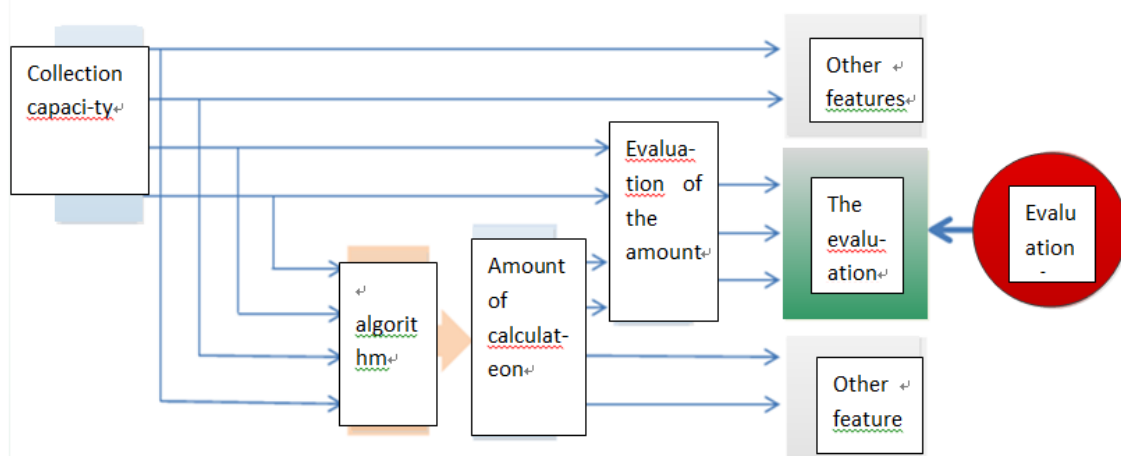 Collection
capaci-ty
Other
features
Evalua-
tion of
the
amount
The
evalu-
ation
Evalu
ation
-
Amount
of
calculat-
eon
algorit
hm
Other
feature